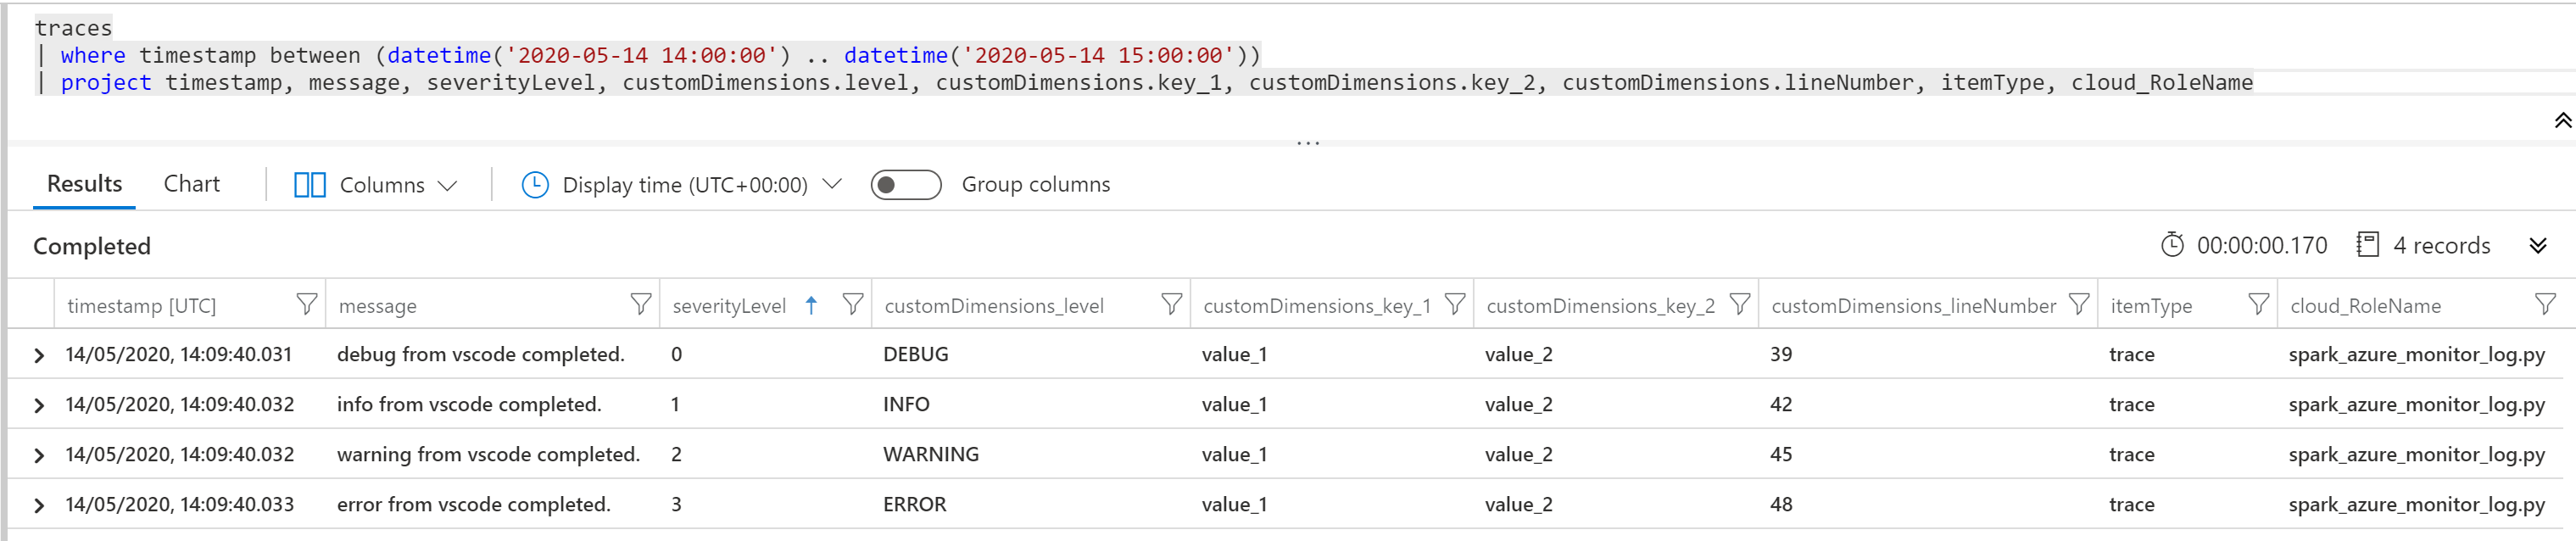 traces
| where timestamp between (datetime('2020-05-14 14:00:00') .. datetime('2020-05-14 15:00:00'))
| project timestamp, message, severityLevel, customDimensions.level, customDimensions.key_1, customDimensions.key_2, customDimensions.lineNumber, itemType, cloud_RoleName
...
Results Chart Columns Display time (UTC+00:00) Group columns
Completed 00:00:00.170 4 records
timestamp [UTC] message severityLevel customDimensions_level customDimensions_key_1 customDimensions_key_2 customDimensions_lineNumber itemType cloud_RoleName
14/05/2020, 14:09:40.031 debug from vscode completed. 0 DEBUG value_1 value_2 39 trace spark_azure_monitor_log.py
14/05/2020, 14:09:40.032 info from vscode completed. 1 INFO value_1 value_2 42 trace spark_azure_monitor_log.py
14/05/2020, 14:09:40.032 warning from vscode completed. 2 WARNING value_1 value_2 45 trace spark_azure_monitor_log.py
14/05/2020, 14:09:40.033 error from vscode completed. 3 ERROR value_1 value_2 48 trace spark_azure_monitor_log.py